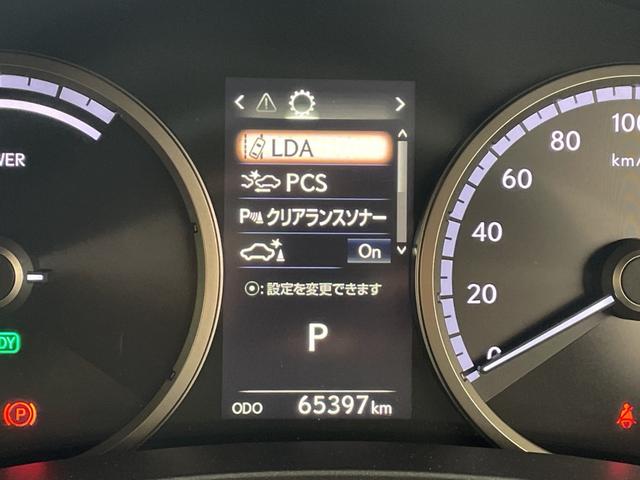 LDA
PCS
P クリアランスソナー
On
:設定を変更できます
P
ODO 65397 km
WER
DY
P
100
80
km/
60
40
20
0